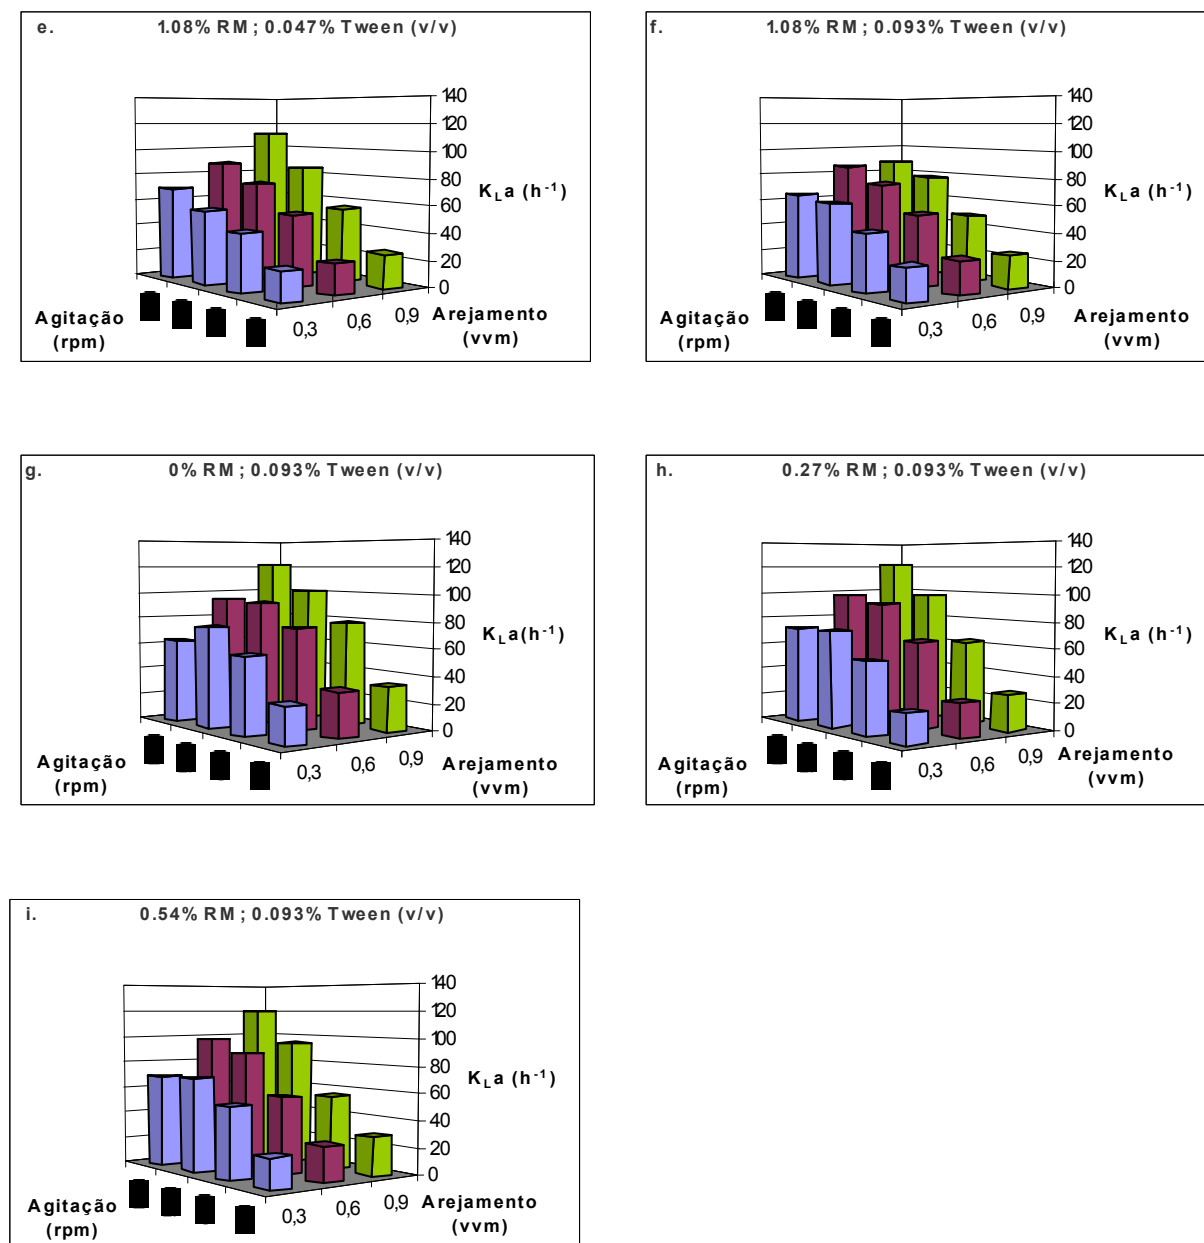 e. 1.08% RM ; 0.047% Tween (v/v)
140
120
100
80
60
40
20
0
KLa (h-1)
Agitação
(rpm)
0,3 0,6 0,9
Arejamento
(vvm)
f. 1.08% RM ; 0.093% Tween (v/v)
140
120
100
80
60
40
20
0
KLa (h-1)
Agitação
(rpm)
0,3 0,6 0,9
Arejamento
(vvm)
g. 0% RM ; 0.093% Tween (v/v)
140
120
100
80
60
40
20
0
KLa(h-1)
Agitação
(rpm)
0,3 0,6 0,9
Arejamento
(vvm)
h. 0.27% RM ; 0.093% Tween (v/v)
140
120
100
80
60
40
20
0
KLa (h-1)
Agitação
(rpm)
0,3 0,6 0,9
Arejamento
(vvm)
i. 0.54% RM ; 0.093% Tween (v/v)
140
120
100
80
60
40
20
0
KLa (h-1)
Agitação
(rpm)
0,3 0,6 0,9
Arejamento
(vvm)